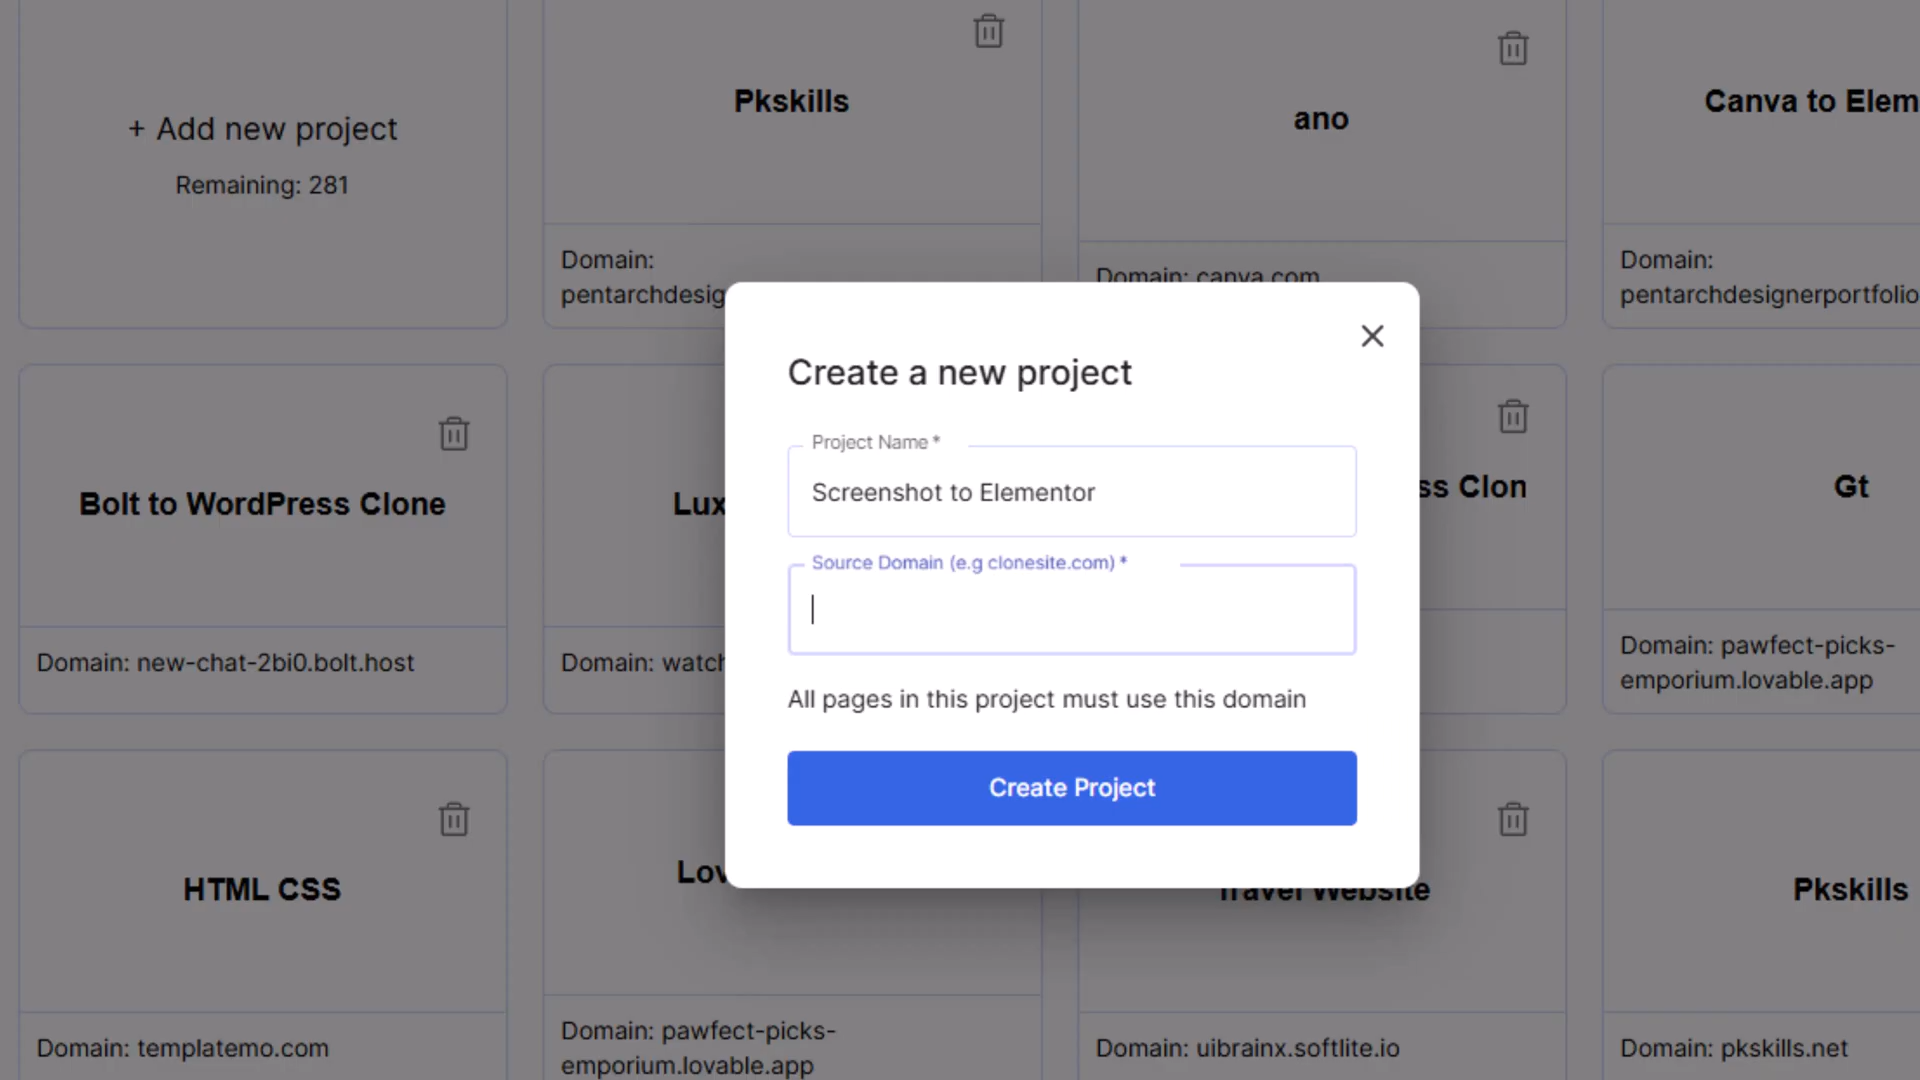 + Add new project
Remaining: 281
Pkskills
Domain:
pentarchdesig
ano
Domain: canva.com
Canva to Elem
Domain:
pentarchdesignerportfolio
Create a new project
Project Name *
Screenshot to Elementor
Source Domain (e.g clonesite.com) *
All pages in this project must use this domain
Create Project
Bolt to WordPress Clone
Domain: new-chat-2bi0.bolt.host
Lux
Domain: watch
ss Clon
Gt
Domain: pawfect-picks-
emporium.lovable.app
HTML CSS
Domain: templatemo.com
Lov
Domain: pawfect-picks-
emporium.lovable.app
Travel Website
Domain: uibrainx.softlite.io
Pkskills
Domain: pkskills.net